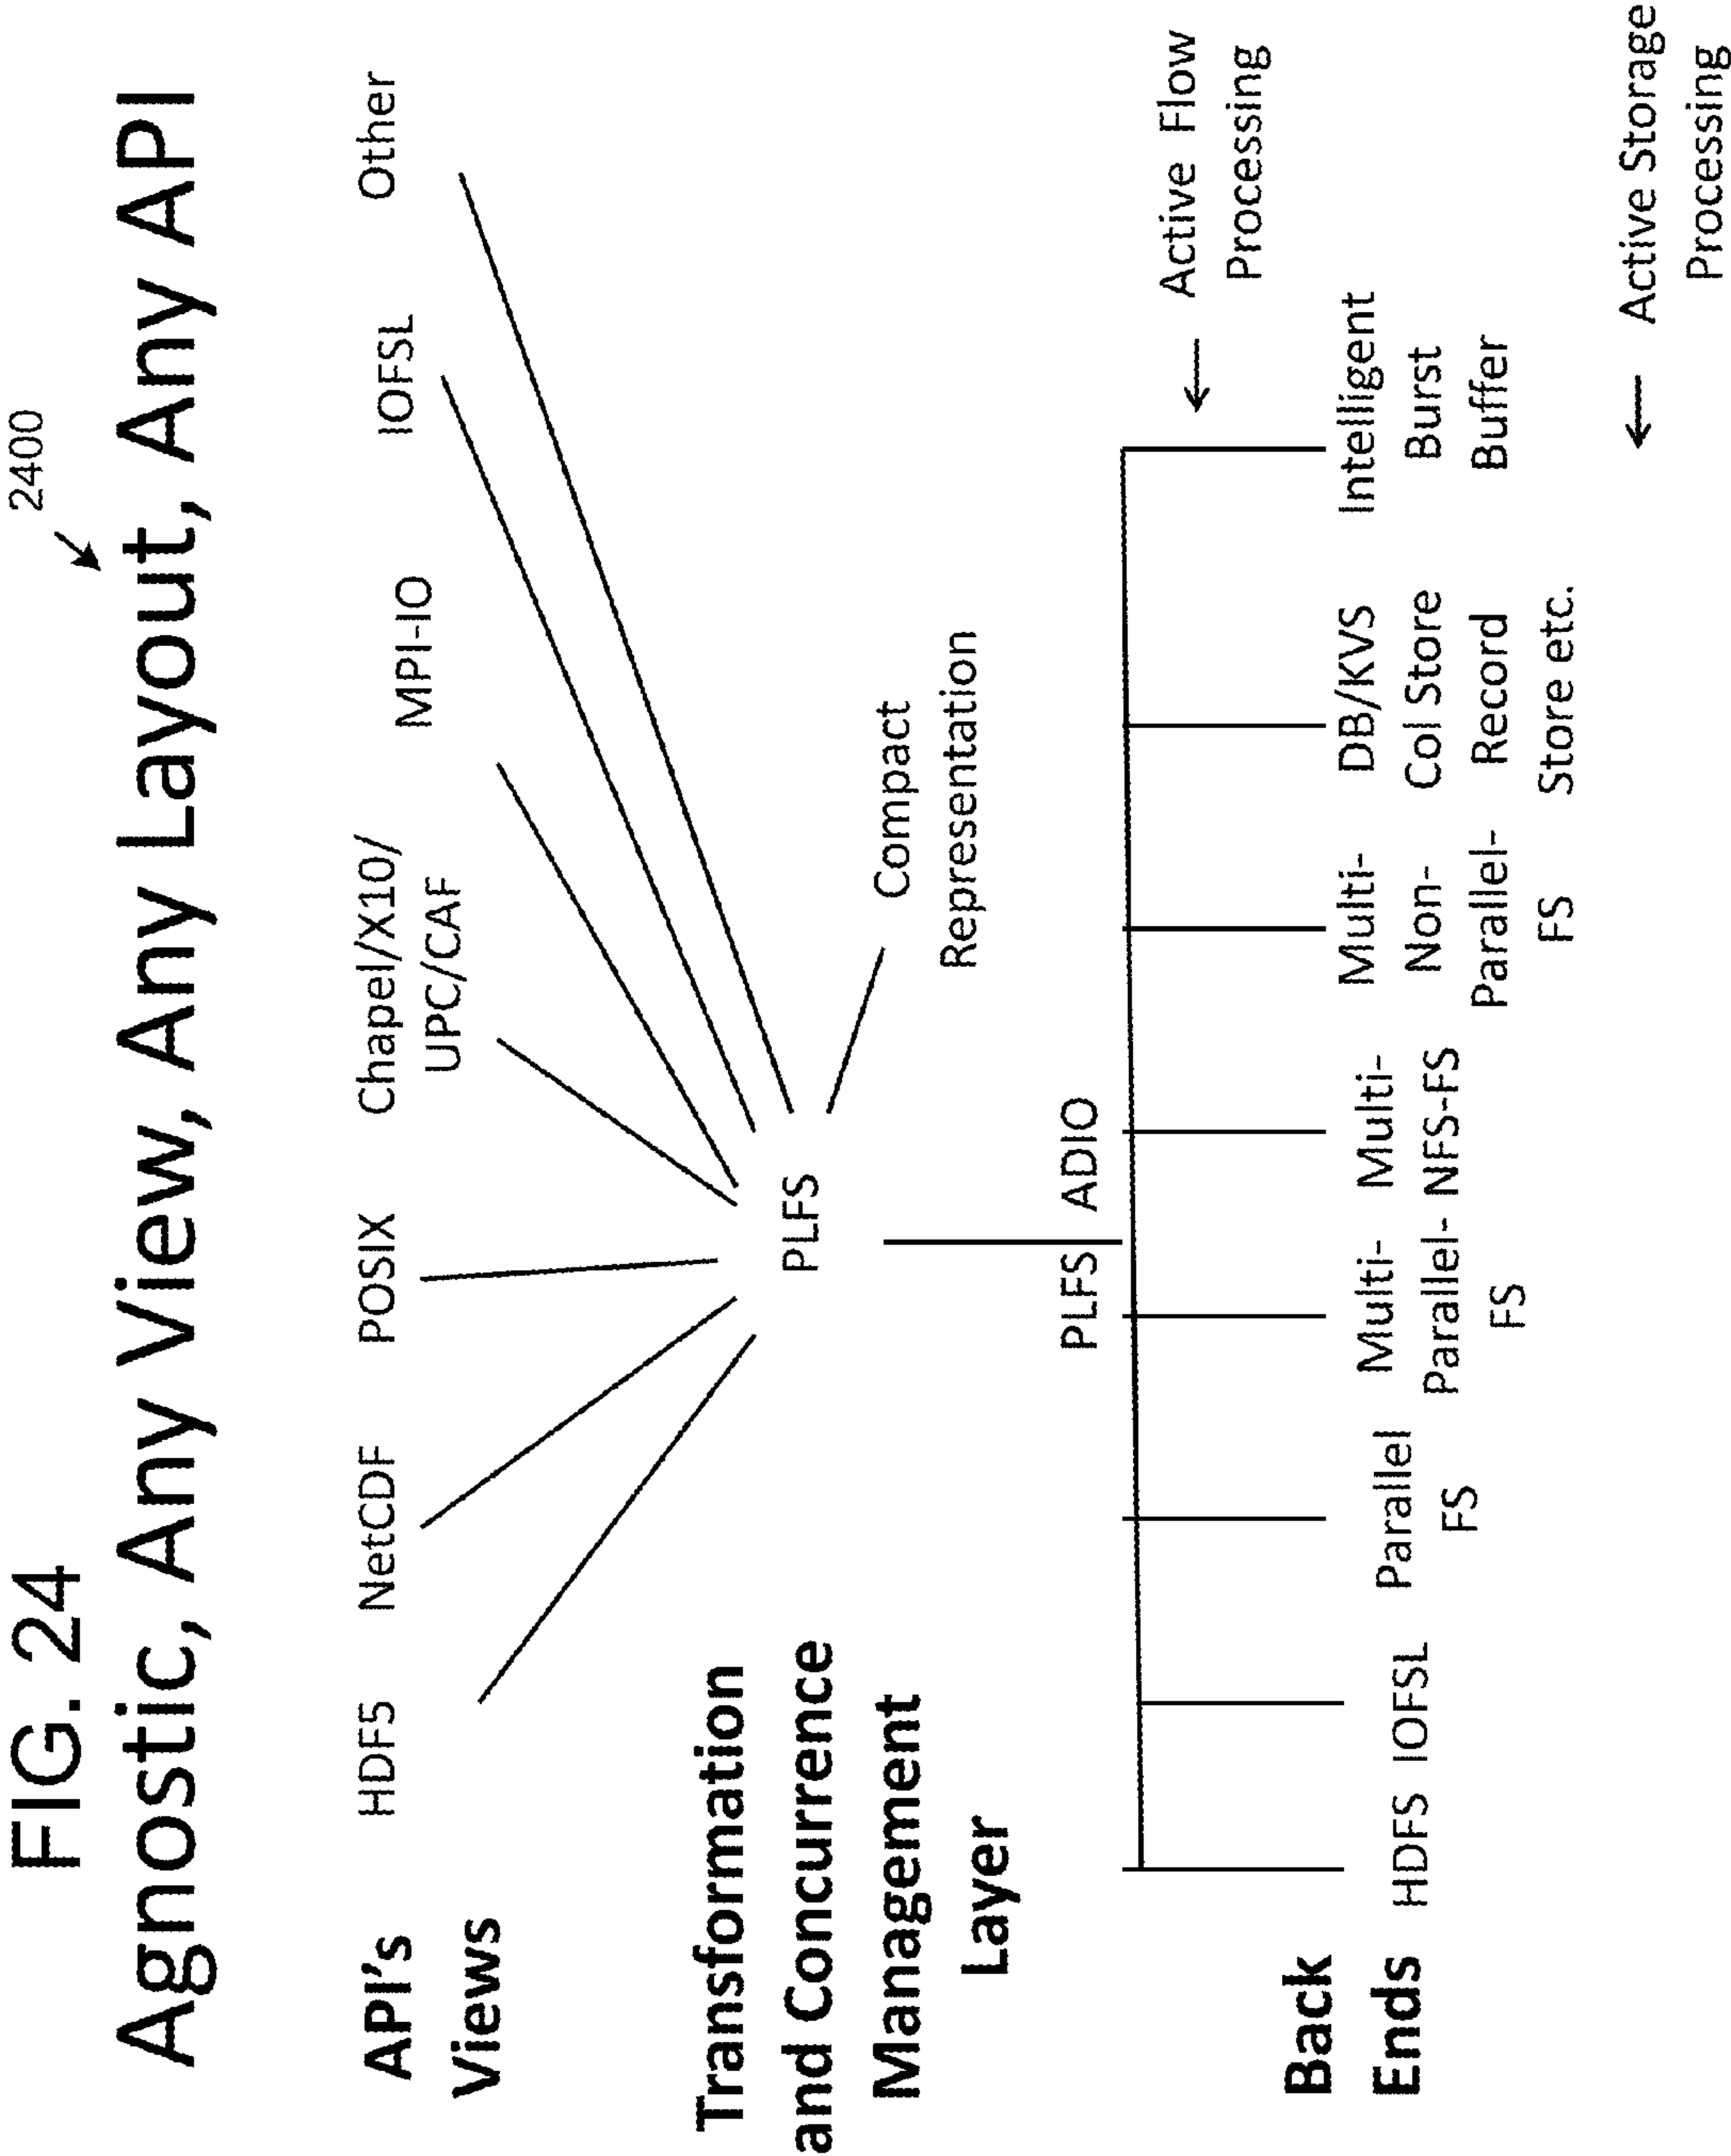 FIG. 24
2400
Agnostic, Any View, Any Layout, Any API
API's
Views
HDF5
NetCDF
POSIX
Chapel/X10/
UPC/CAF
MPI-IO
IOFSL
Other
Transformation
and Concurrence
Management
Layer
PLFS
Compact
Representation
PLFS ADIO
Active Flow
Processing
Back
Ends
HDFS
IOFSL
Parallel
FS
Multi-
Parallel-
FS
Multi-
NFS-FS
Multi-
Non-
Parallel-
FS
DB/KVS
Col Store
Record
Store etc.
Intelligent
Burst
Buffer
Active Storage
Processing